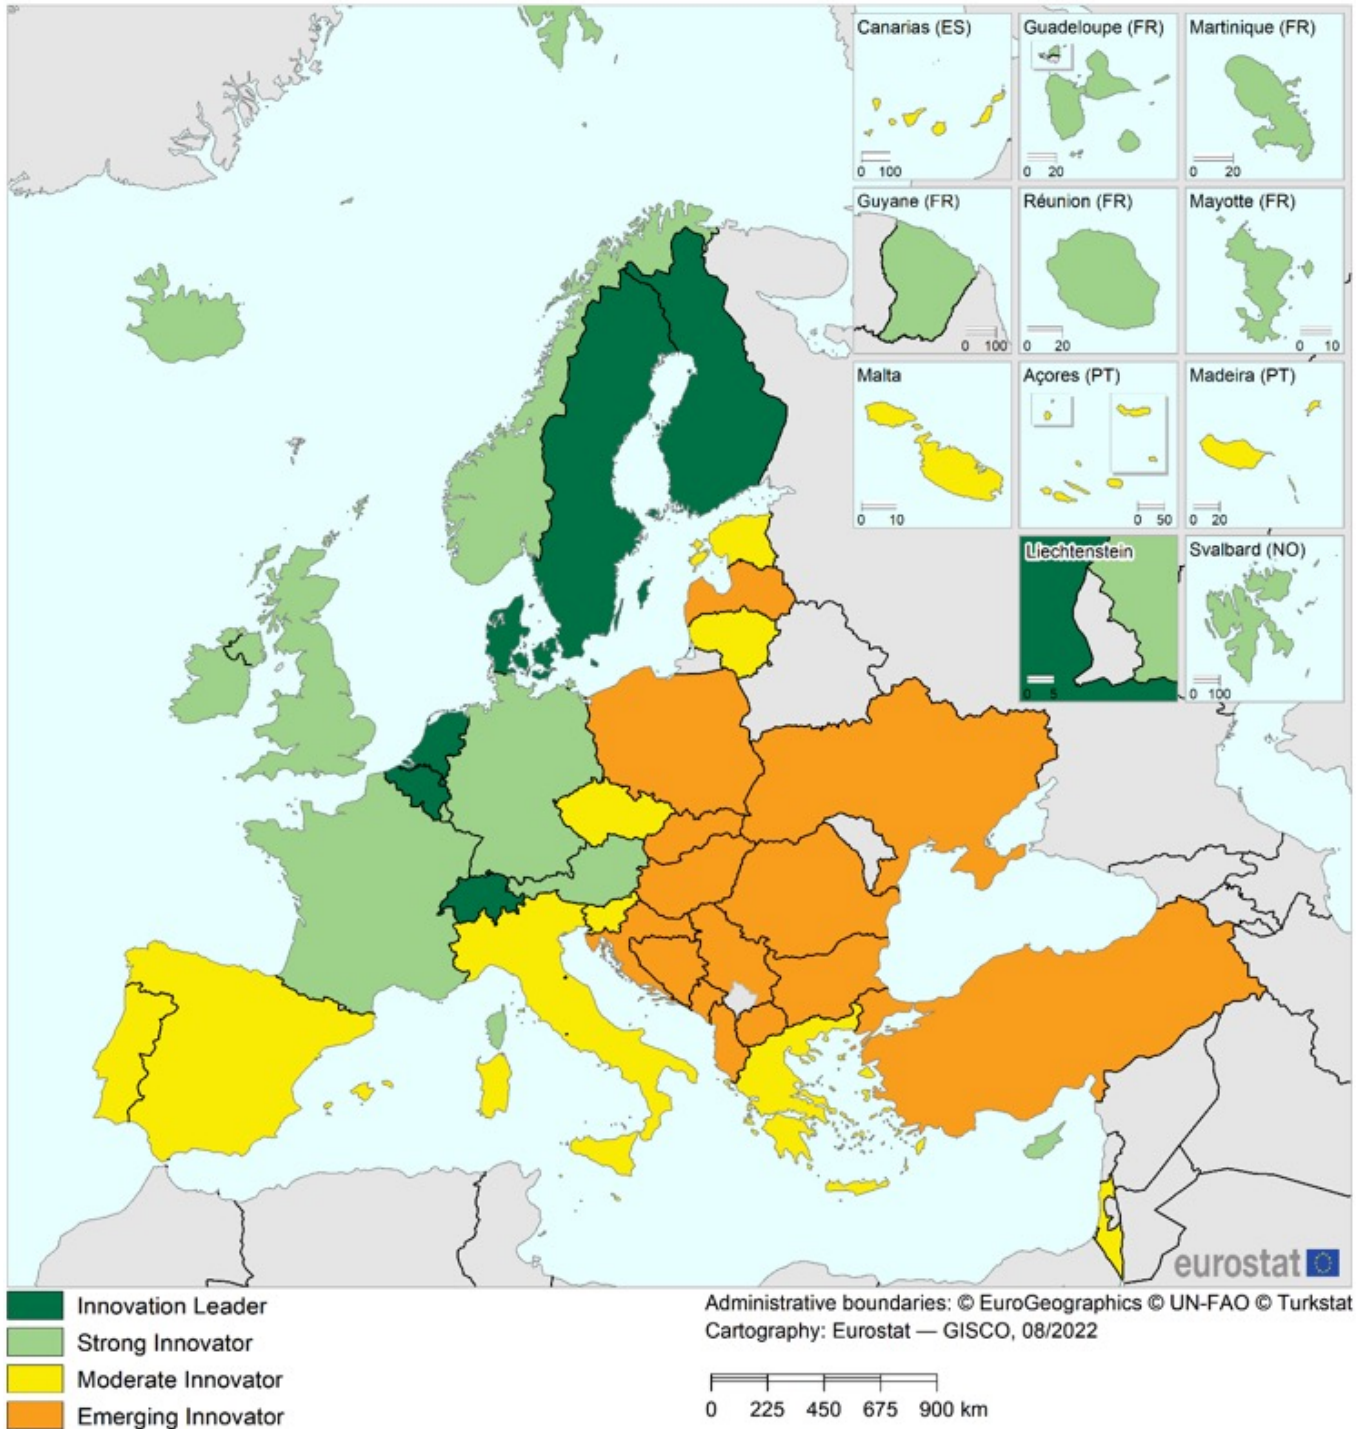 Canarias (ES)
0 100
Guadeloupe (FR)
0 20
Martinique (FR)
0 20
Guyane (FR)
0 100
Réunion (FR)
0 20
Mayotte (FR)
0 10
Malta
0 10
Açores (PT)
0 50
Madeira (PT)
0 20
Liechtenstein
0 5
Svalbard (NO)
0 100
eurostat
Innovation Leader
Strong Innovator
Moderate Innovator
Emerging Innovator
Administrative boundaries: © EuroGeographics © UN-FAO © Turkstat
Cartography: Eurostat — GISCO, 08/2022
0 225 450 675 900 km